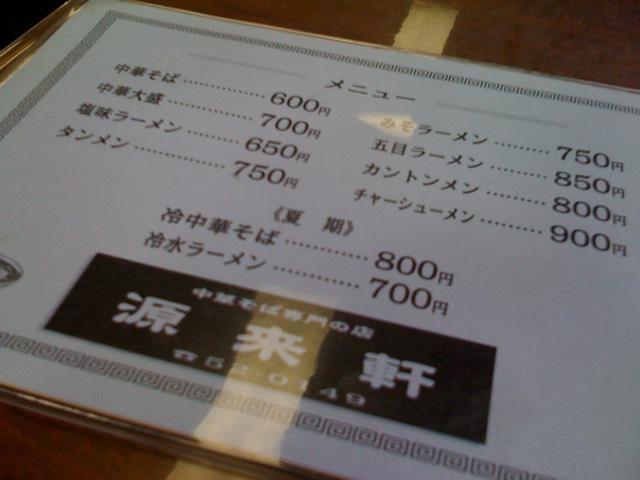 メニュー
中華そば 600円
中華大盛 700円
塩味ラーメン 650円
タンメン 750円
みそラーメン 750円
五目ラーメン 850円
カントンメン 800円
チャーシューメン 900円
《夏 期》
冷中華そば 800円
冷水ラーメン 700円
中華そば専門の店
源来軒
☎52-0149